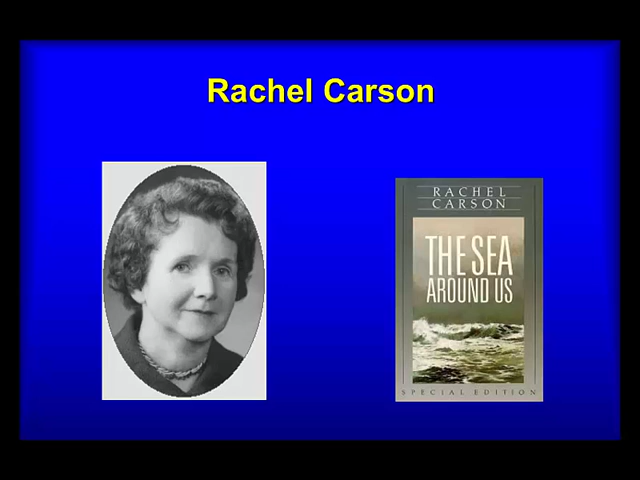 Rachel Carson
RACHEL
CARSON
THE SEA
AROUND US
SPECIAL EDITION